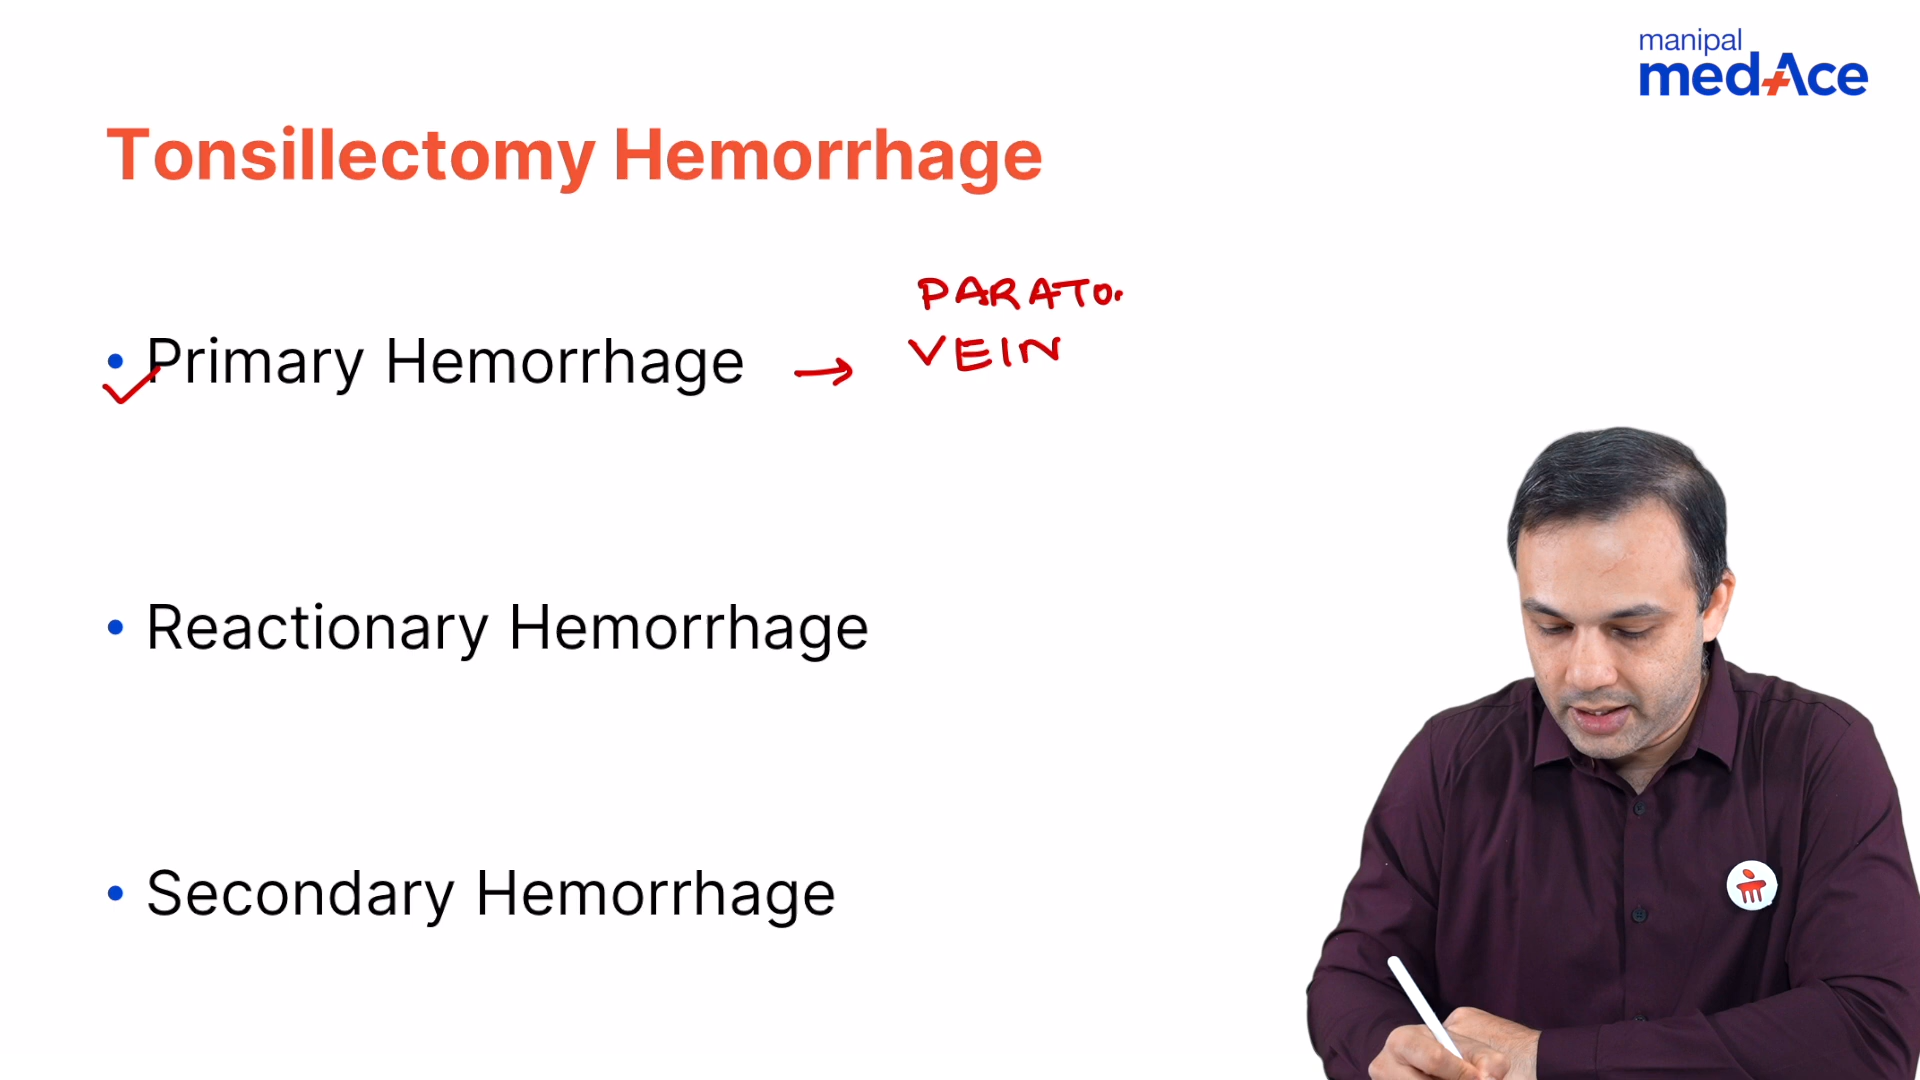 manipal
medAce
Tonsillectomy Hemorrhage
PARATO.
• Primary Hemorrhage → VEIN
• Reactionary Hemorrhage
• Secondary Hemorrhage